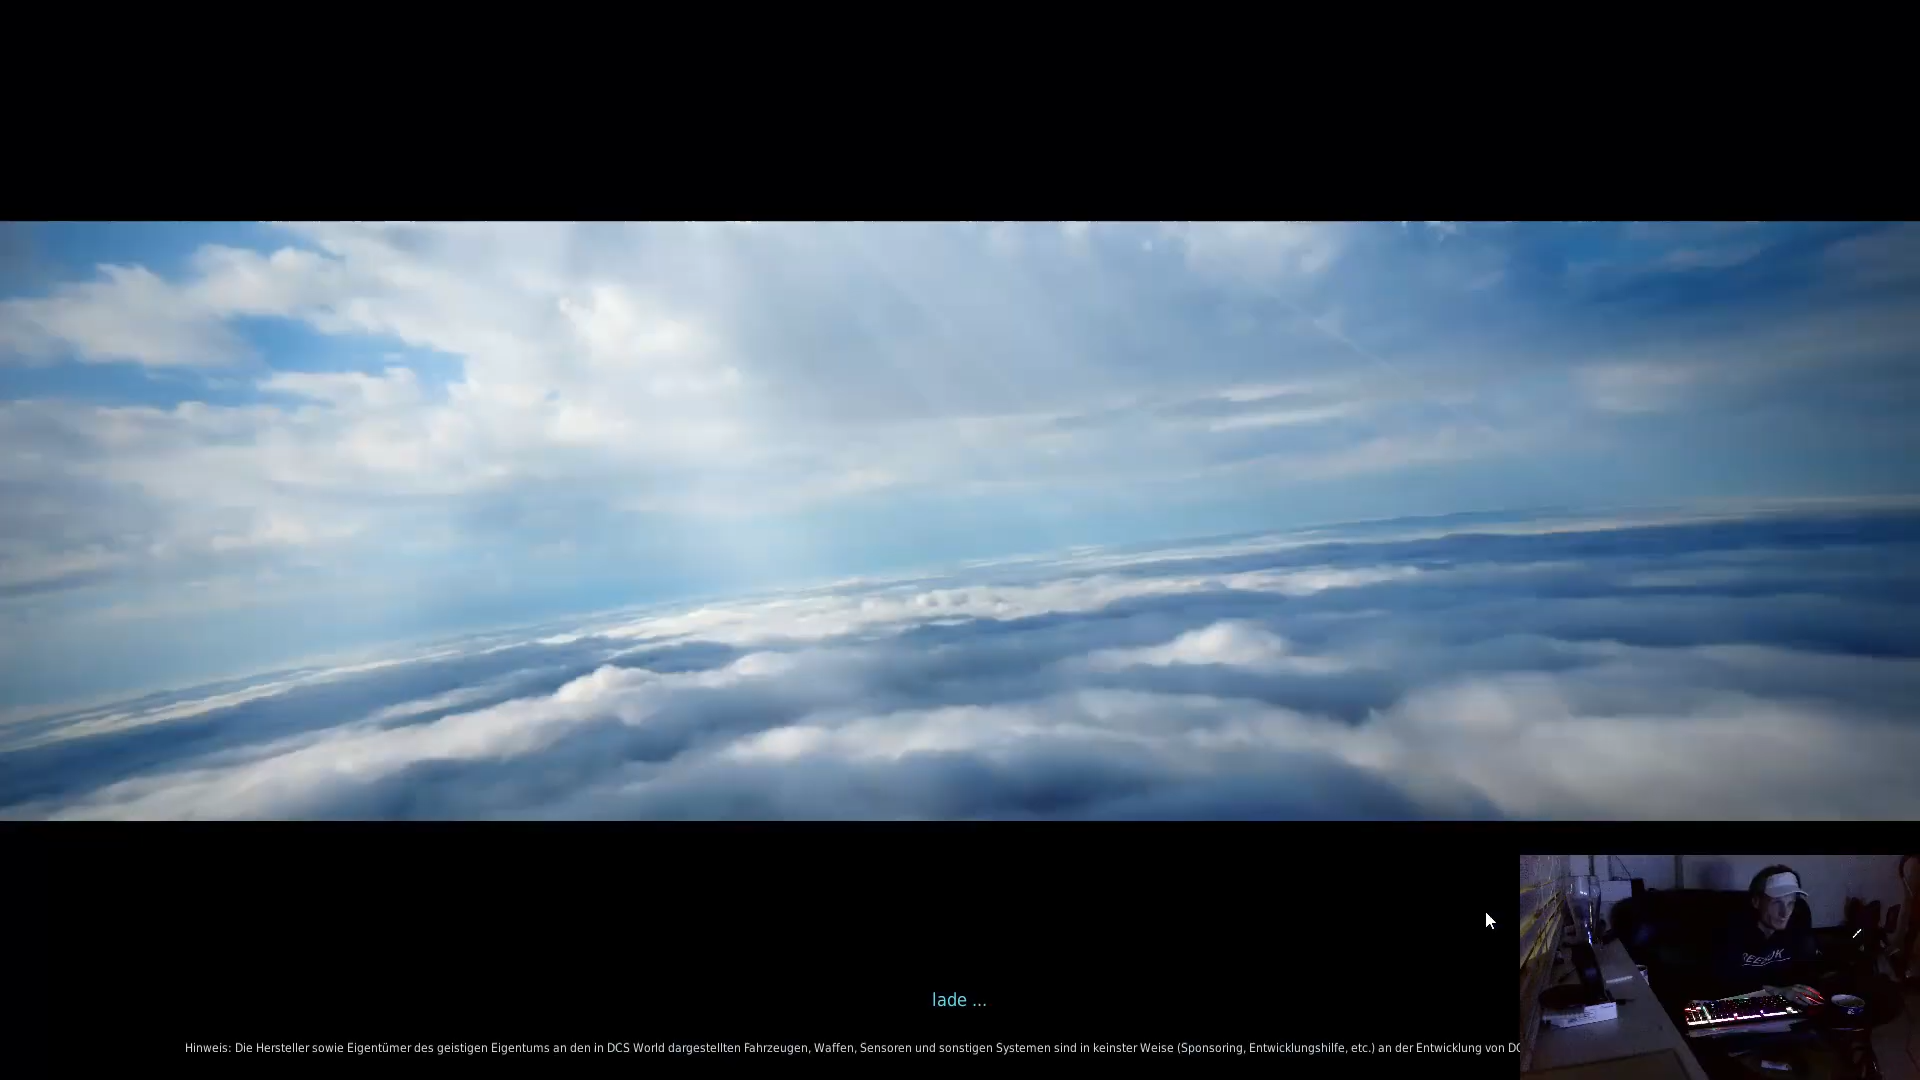 lade ...
Hinweis: Die Hersteller sowie Eigentümer des geistigen Eigentums an den in DCS World dargestellten Fahrzeugen, Waffen, Sensoren und sonstigen Systemen sind in keinster Weise (Sponsoring, Entwicklungshilfe, etc.) an der Entwicklung von